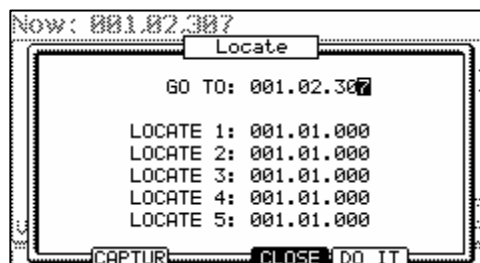 Now: 001.02.307
Locate
GO TO: 001.02.307
LOCATE 1: 001.01.000
LOCATE 2: 001.01.000
LOCATE 3: 001.01.000
LOCATE 4: 001.01.000
LOCATE 5: 001.01.000
CAPTUR CLOSE DO IT